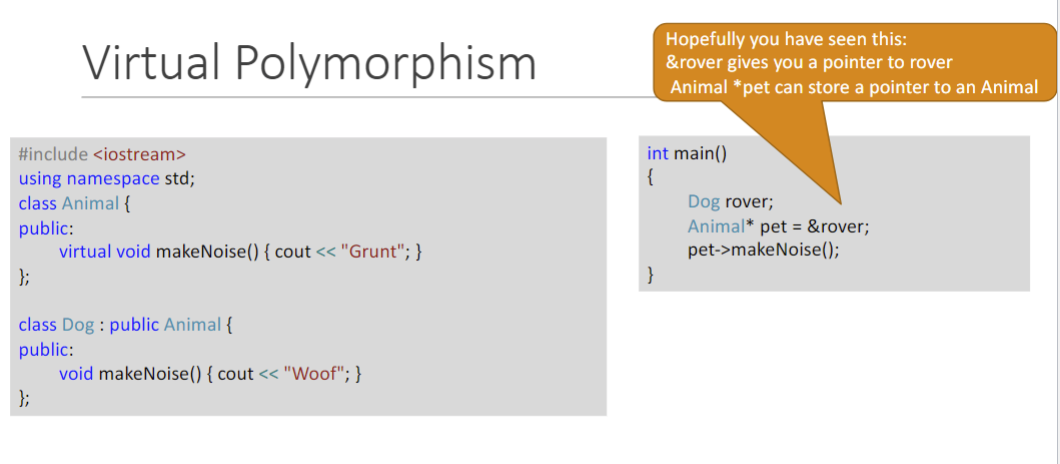 Virtual Polymorphism
Hopefully you have seen this:
&rover gives you a pointer to rover
Animal *pet can store a pointer to an Animal
#include <iostream>
using namespace std;
class Animal {
public:
virtual void makeNoise() { cout << "Grunt"; }
};
class Dog : public Animal {
public:
void makeNoise() { cout << "Woof"; }
};
int main()
{
Dog rover;
Animal* pet = &rover;
pet->makeNoise();
}